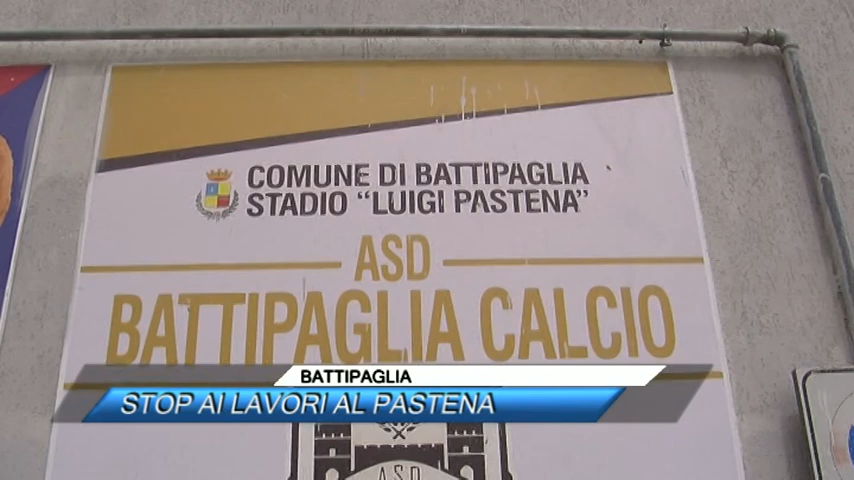 COMUNE DI BATTIPAGLIA
STADIO "LUIGI PASTENA"
ASD
BATTIPAGLIA CALCIO
BATTIPAGLIA
STOP AI LAVORI AL PASTENA
ASD